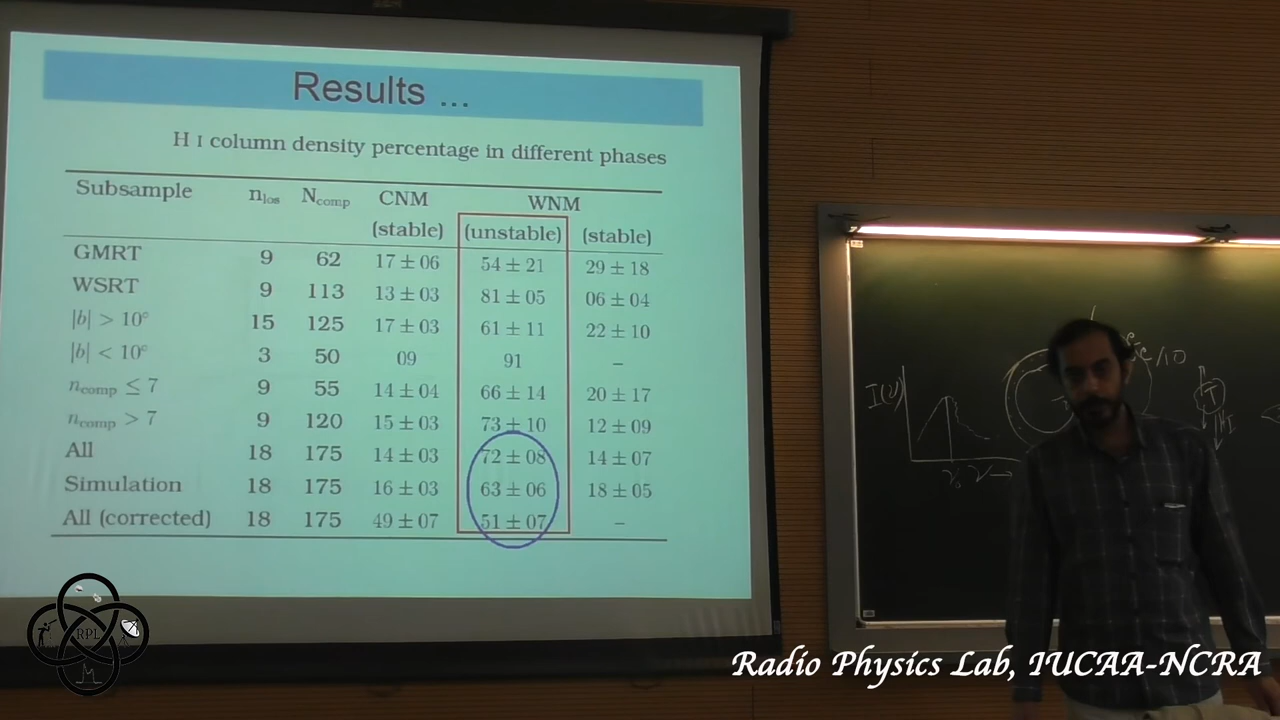 Results ...
H I column density percentage in different phases
Subsample n_los N_comp CNM WNM
(stable) (unstable) (stable)
GMRT 9 62 17 ± 06 54 ± 21 29 ± 18
WSRT 9 113 13 ± 03 81 ± 05 06 ± 04
|b| > 10° 15 125 17 ± 03 61 ± 11 22 ± 10
|b| < 10° 3 50 09 91 –
n_comp ≤ 7 9 55 14 ± 04 66 ± 14 20 ± 17
n_comp > 7 9 120 15 ± 03 73 ± 10 12 ± 09
All 18 175 14 ± 03 72 ± 08 14 ± 07
Simulation 18 175 16 ± 03 63 ± 06 18 ± 05
All (corrected) 18 175 49 ± 07 51 ± 07 –
I(ν)
RPL
Radio Physics Lab, IUCAA-NCRA